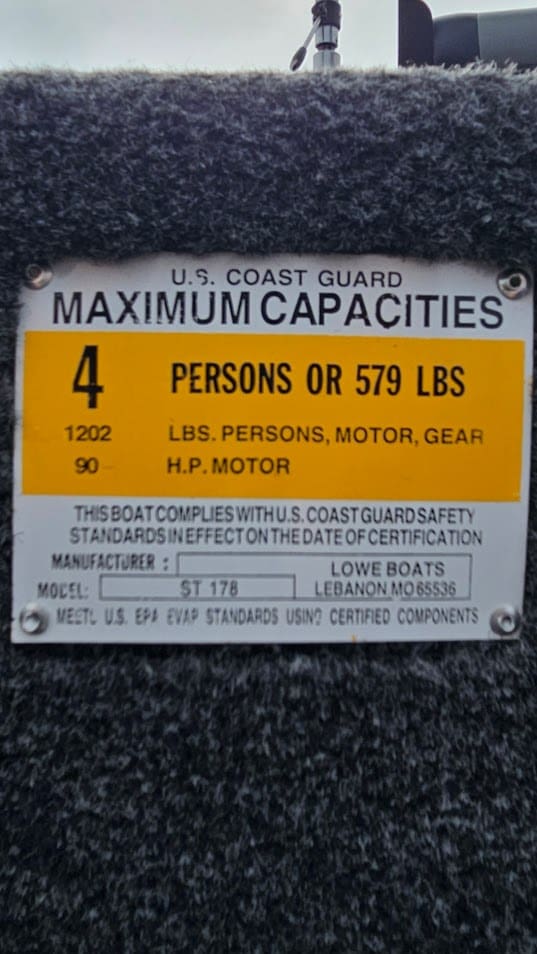 U.S. COAST GUARD
MAXIMUM CAPACITIES
4 PERSONS OR 579 LBS
1202 LBS. PERSONS, MOTOR, GEAR
90 H.P. MOTOR
THIS BOAT COMPLIES WITH U.S. COAST GUARD SAFETY
STANDARDS IN EFFECT ON THE DATE OF CERTIFICATION
MANUFACTURER : LOWE BOATS
MODEL: ST 178 LEBANON, MO 65536
MEETS U.S. EPA EVAP STANDARDS USING CERTIFIED COMPONENTS